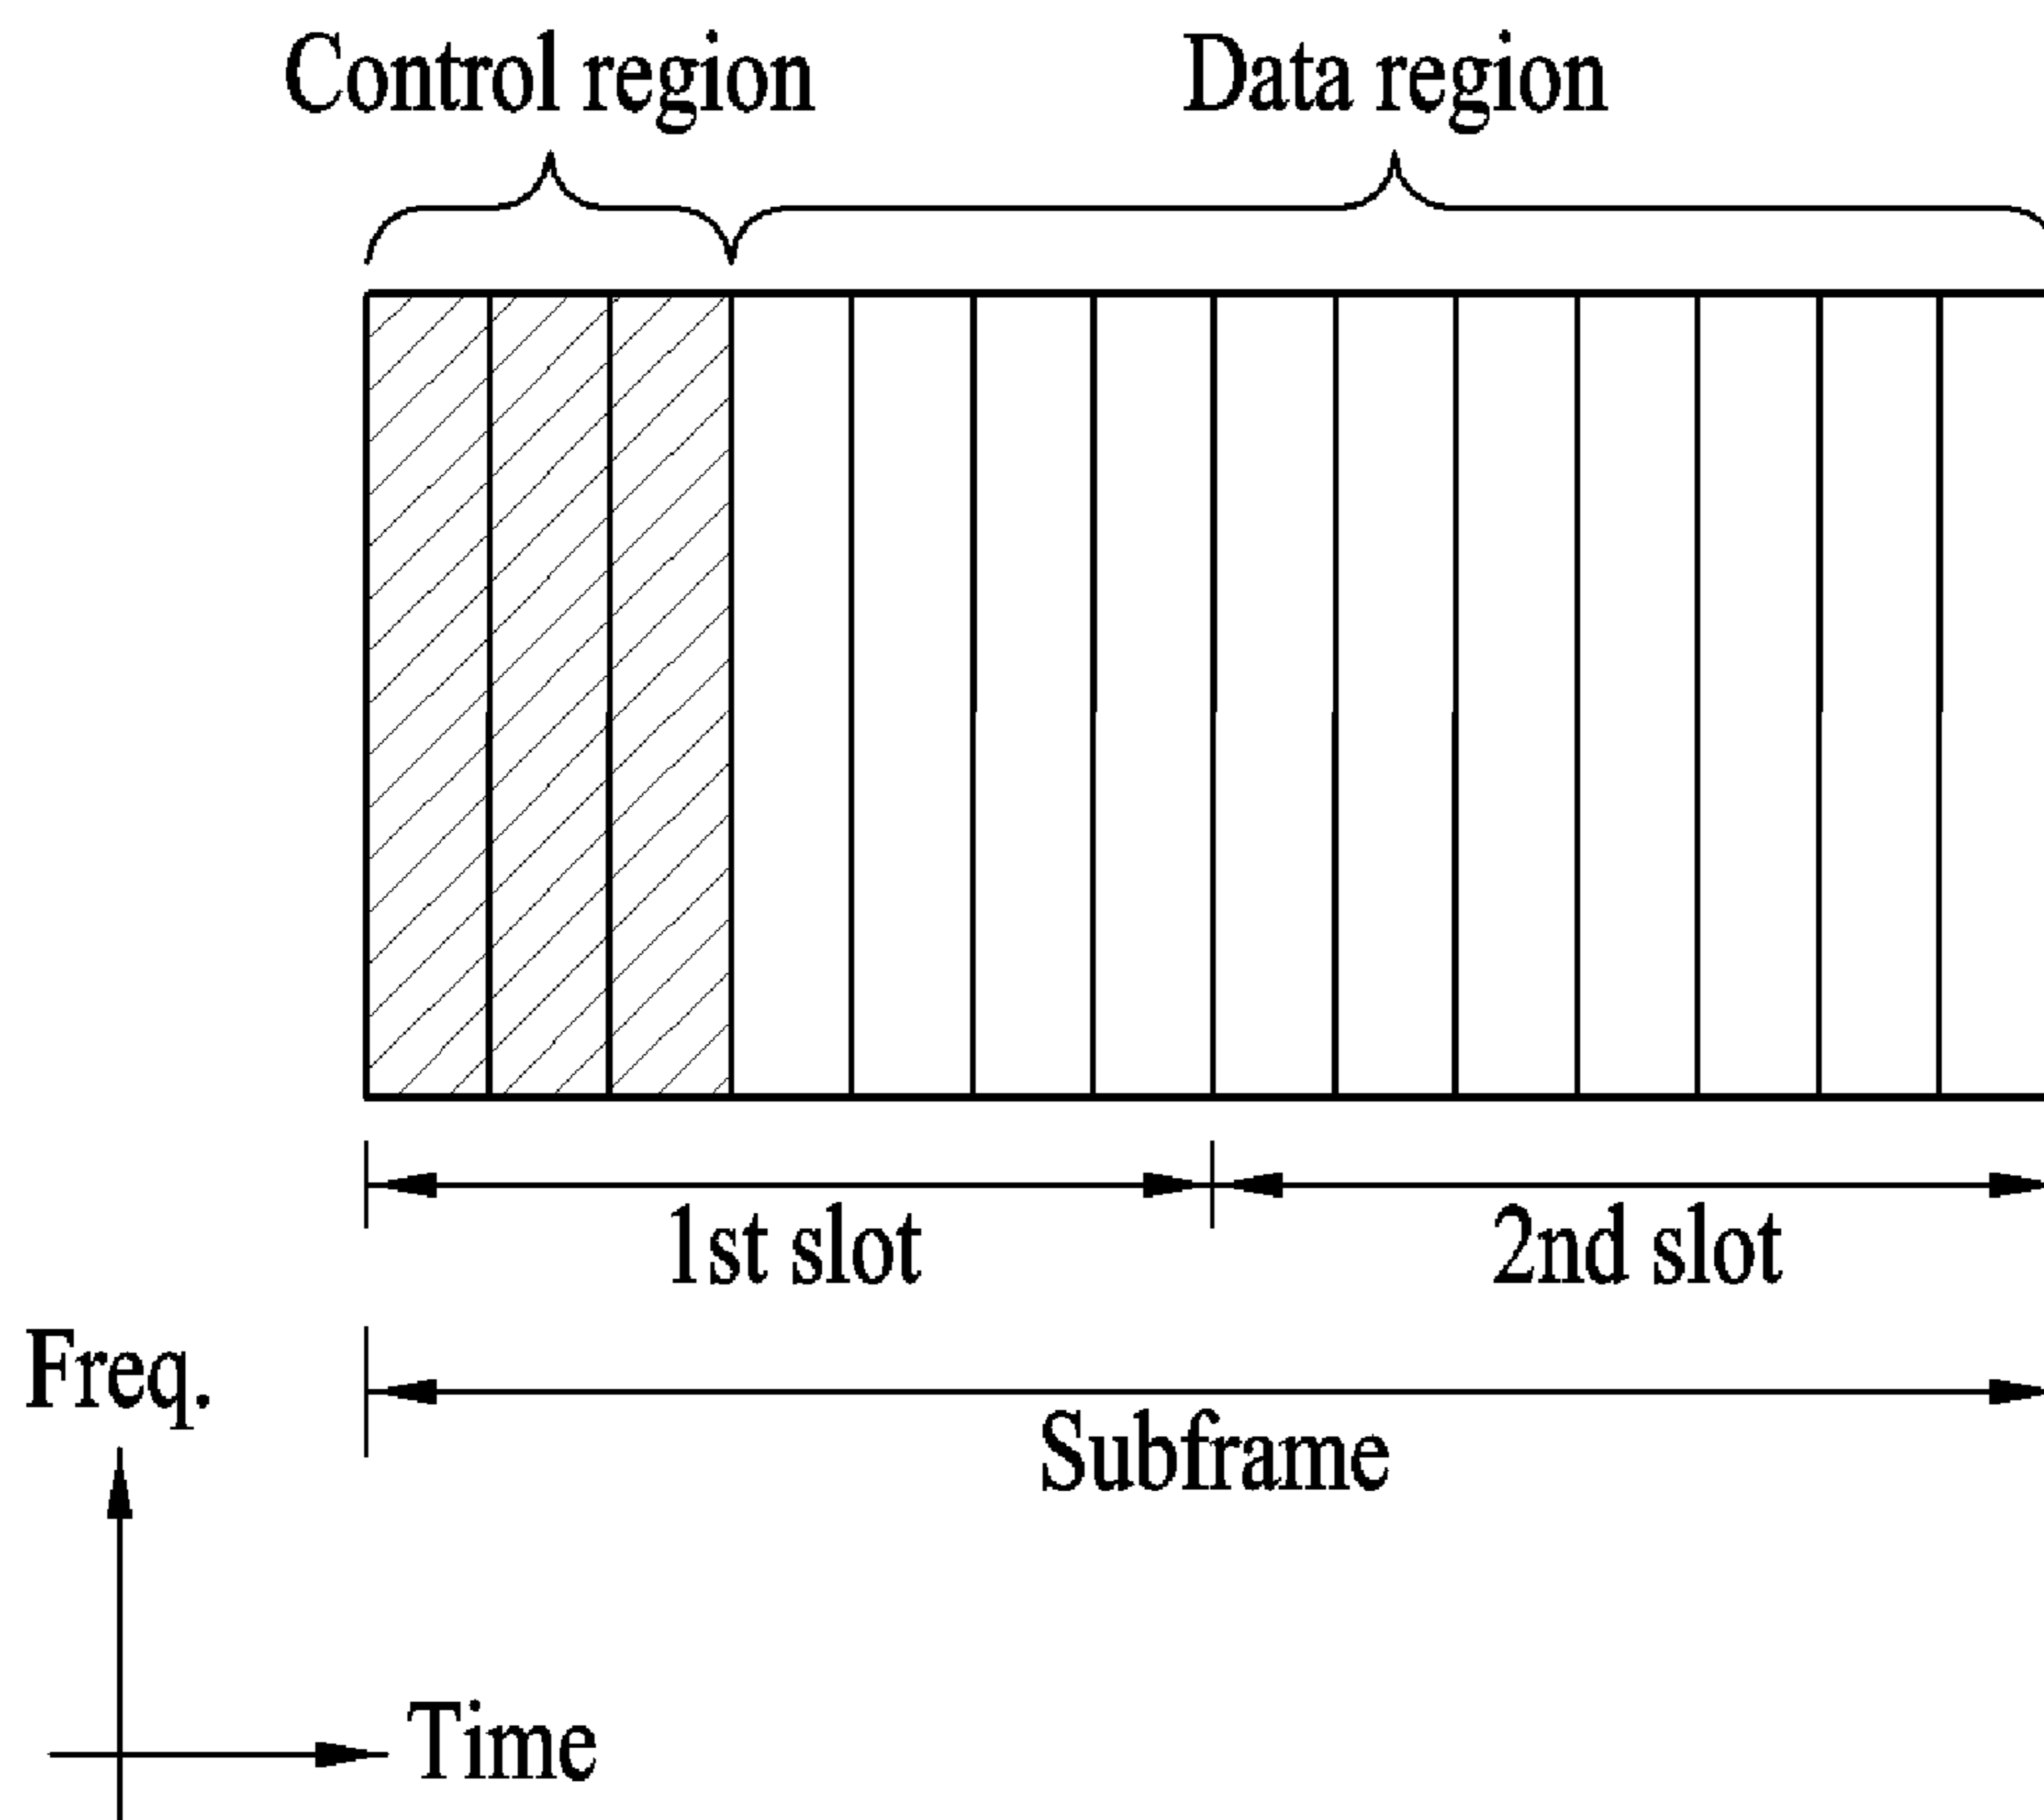 Control region
Data region
1st slot
2nd slot
Subframe
Freq.
Time